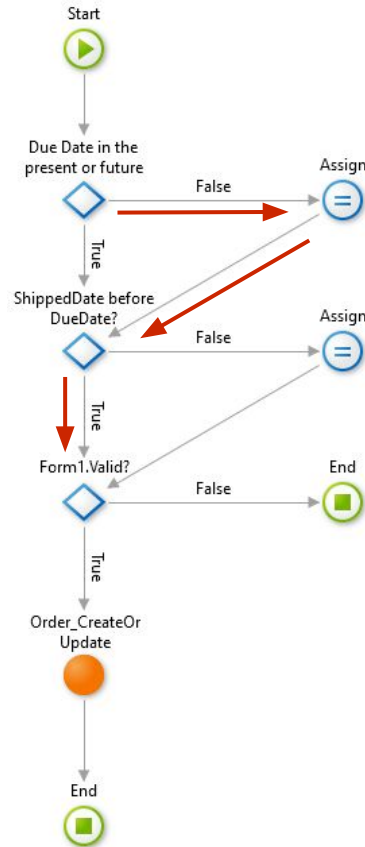 Start
Due Date in the
present or future
False
Assign
True
ShippedDate before
DueDate?
False
Assign
True
Form1.Valid?
False
End
True
Order_CreateOr
Update
End